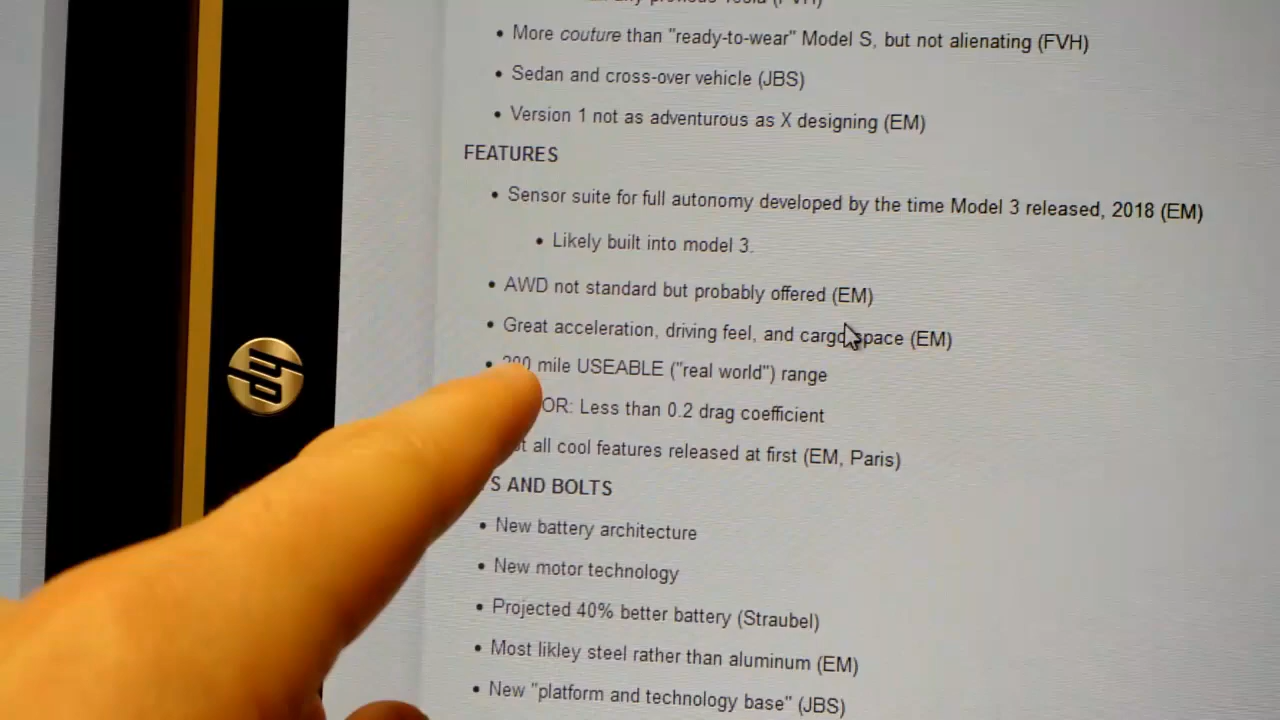 • More couture than "ready-to-wear" Model S, but not alienating (FVH)
• Sedan and cross-over vehicle (JBS)
• Version 1 not as adventurous as X designing (EM)
FEATURES
• Sensor suite for full autonomy developed by the time Model 3 released, 2018 (EM)
• Likely built into model 3.
• AWD not standard but probably offered (EM)
• Great acceleration, driving feel, and cargo space (EM)
• mile USEABLE ("real world") range
OR: Less than 0.2 drag coefficient
all cool features released at first (EM, Paris)
S AND BOLTS
• New battery architecture
• New motor technology
• Projected 40% better battery (Straubel)
• Most likley steel rather than aluminum (EM)
• New "platform and technology base" (JBS)
hp